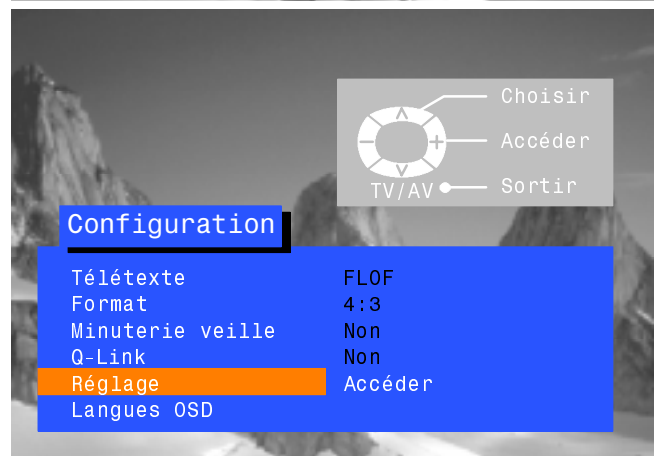 Choisir
Accéder
TV/AV Sortir
Configuration
Télétexte FLOF
Format 4:3
Minuterie veille Non
Q-Link Non
Réglage Accéder
Langues OSD